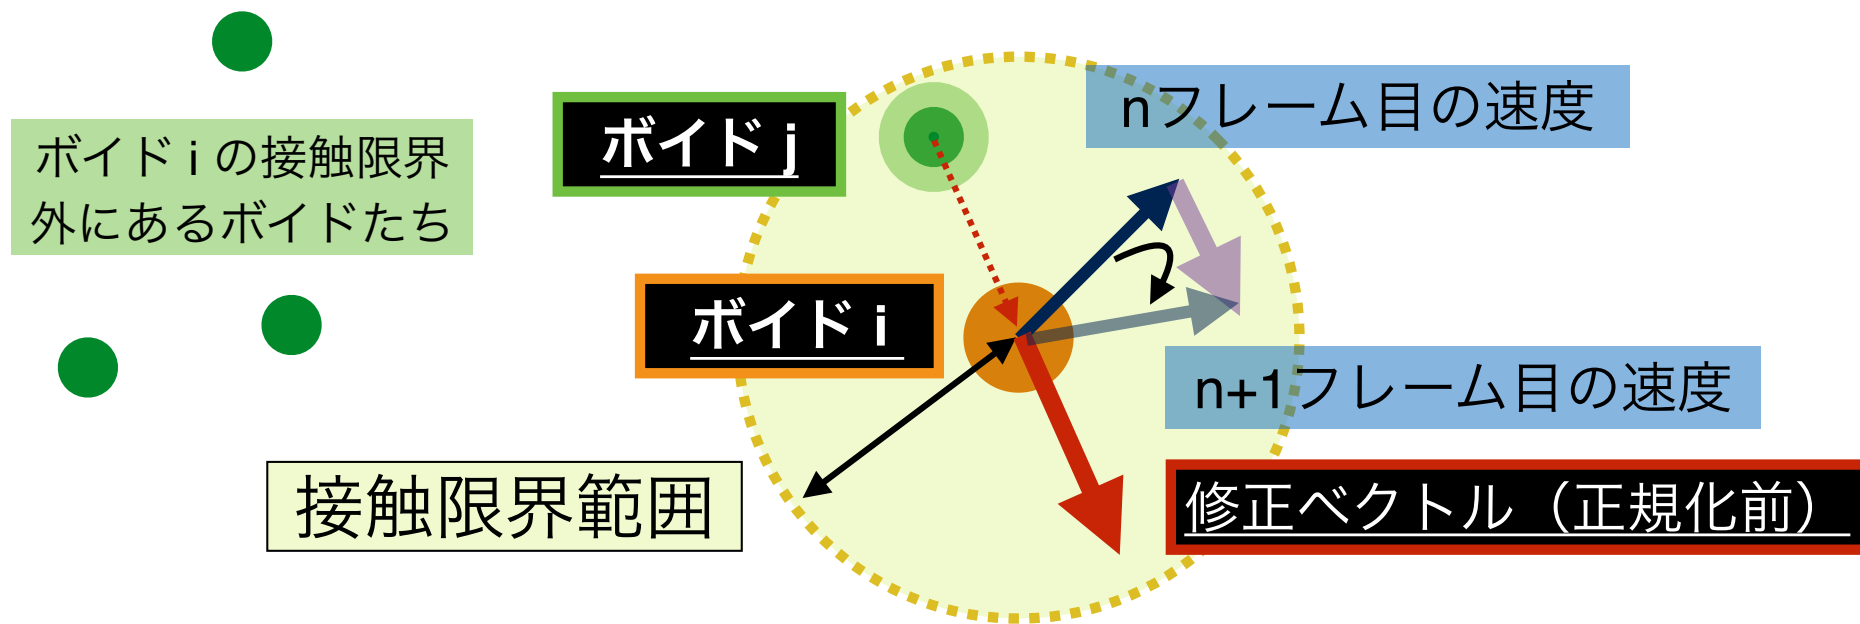 nフレーム目の速度
ボイド j
ボイド i の接触限界
外にあるボイドたち
ボイド i
n+1フレーム目の速度
接触限界範囲
修正ベクトル（正規化前）